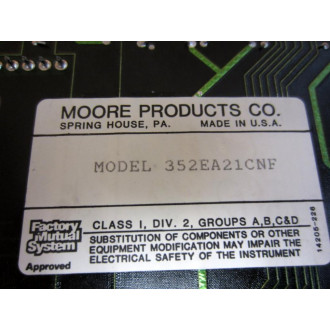 MOORE PRODUCTS CO.
SPRING HOUSE, PA. MADE IN U.S.A.
MODEL 352EA21CNF
Factory Mutual System
Approved
CLASS I, DIV. 2, GROUPS A,B,C&D
SUBSTITUTION OF COMPONENTS OR OTHER
EQUIPMENT MODIFICATION MAY IMPAIR THE
ELECTRICAL SAFETY OF THE INSTRUMENT
14205-226